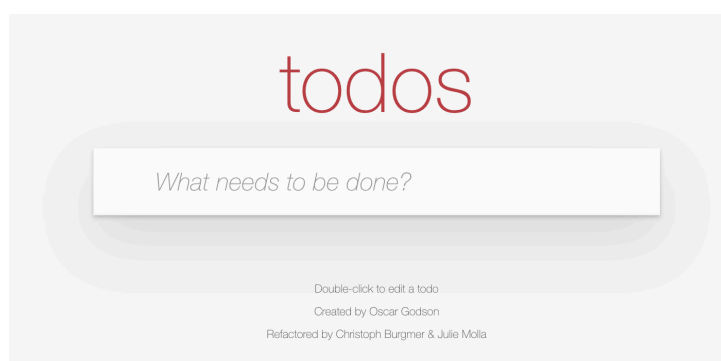 todos
What needs to be done?
Double-click to edit a todo
Created by Oscar Godson
Refactored by Christoph Burgmer & Julie Molla